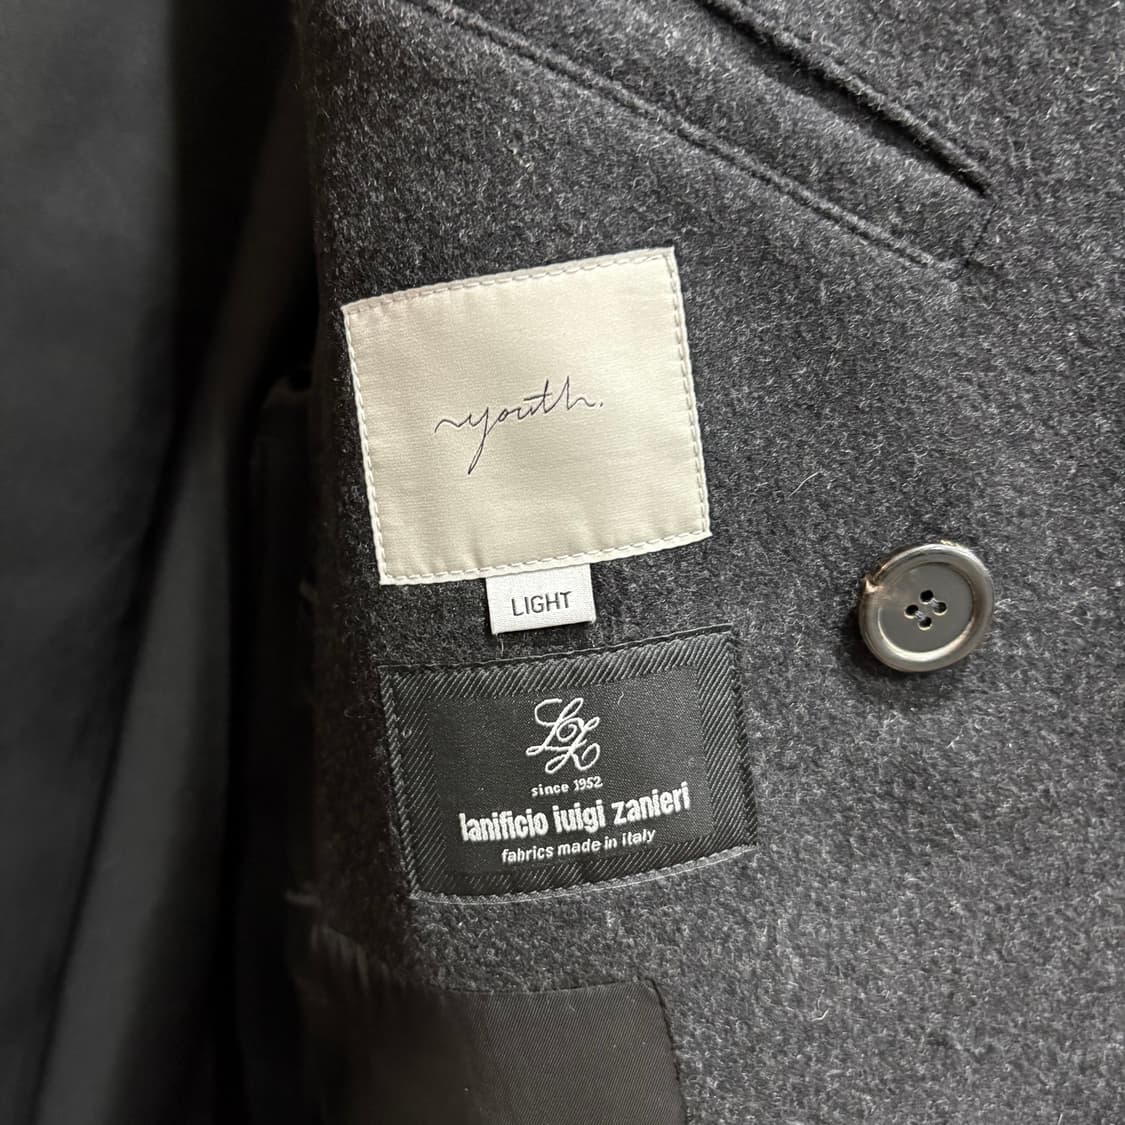 youth.
LIGHT
LZ
since 1952
lanificio luigi zanieri
fabrics made in italy